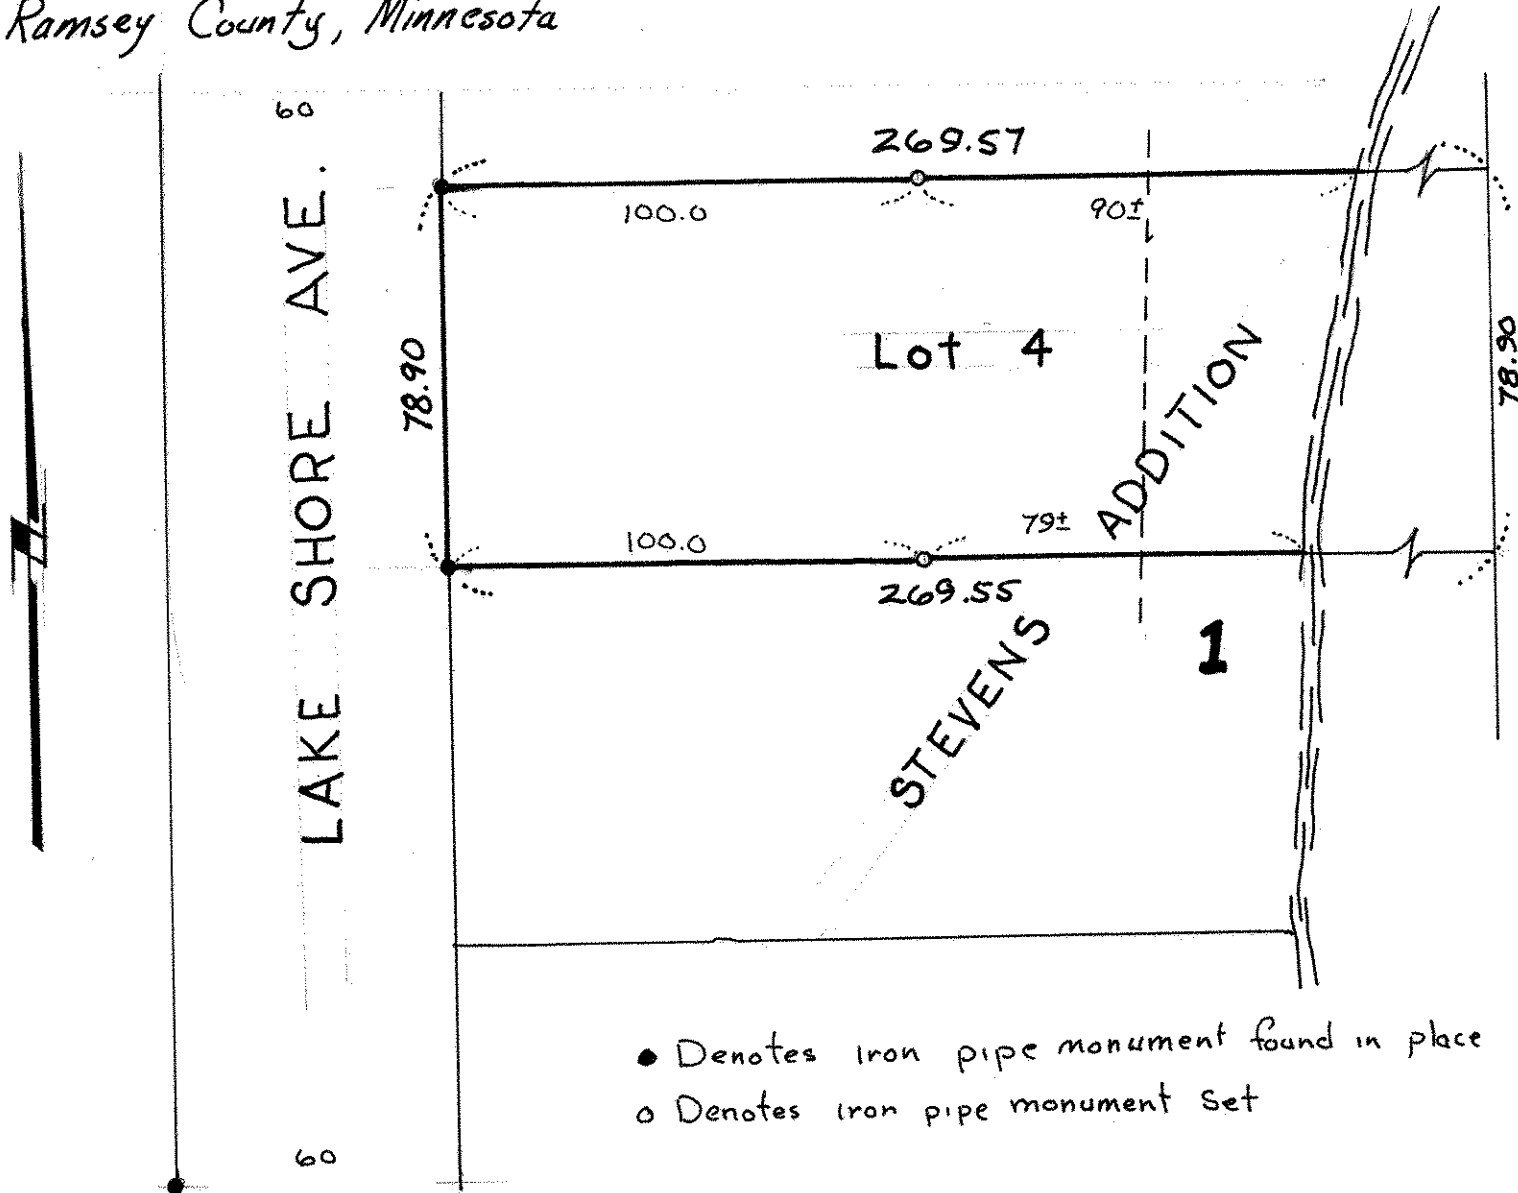 Ramsey County, Minnesota
60
269.57
100.0
90±
LAKE SHORE AVE.
78.90
Lot 4
78.90
STEVENS ADDITION
100.0
79±
269.55
1
● Denotes iron pipe monument found in place
○ Denotes iron pipe monument set
60